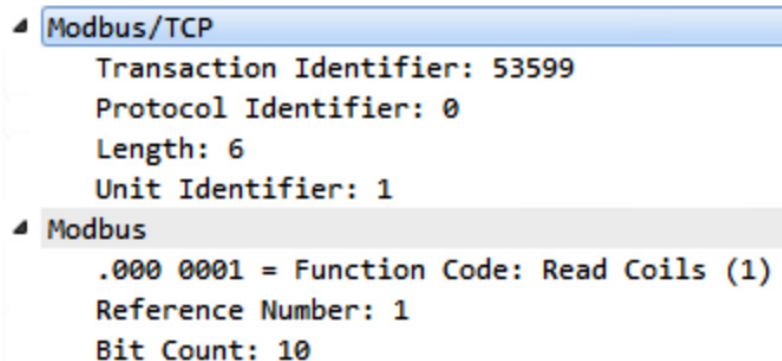 Modbus/TCP
Transaction Identifier: 53599
Protocol Identifier: 0
Length: 6
Unit Identifier: 1
Modbus
.000 0001 = Function Code: Read Coils (1)
Reference Number: 1
Bit Count: 10